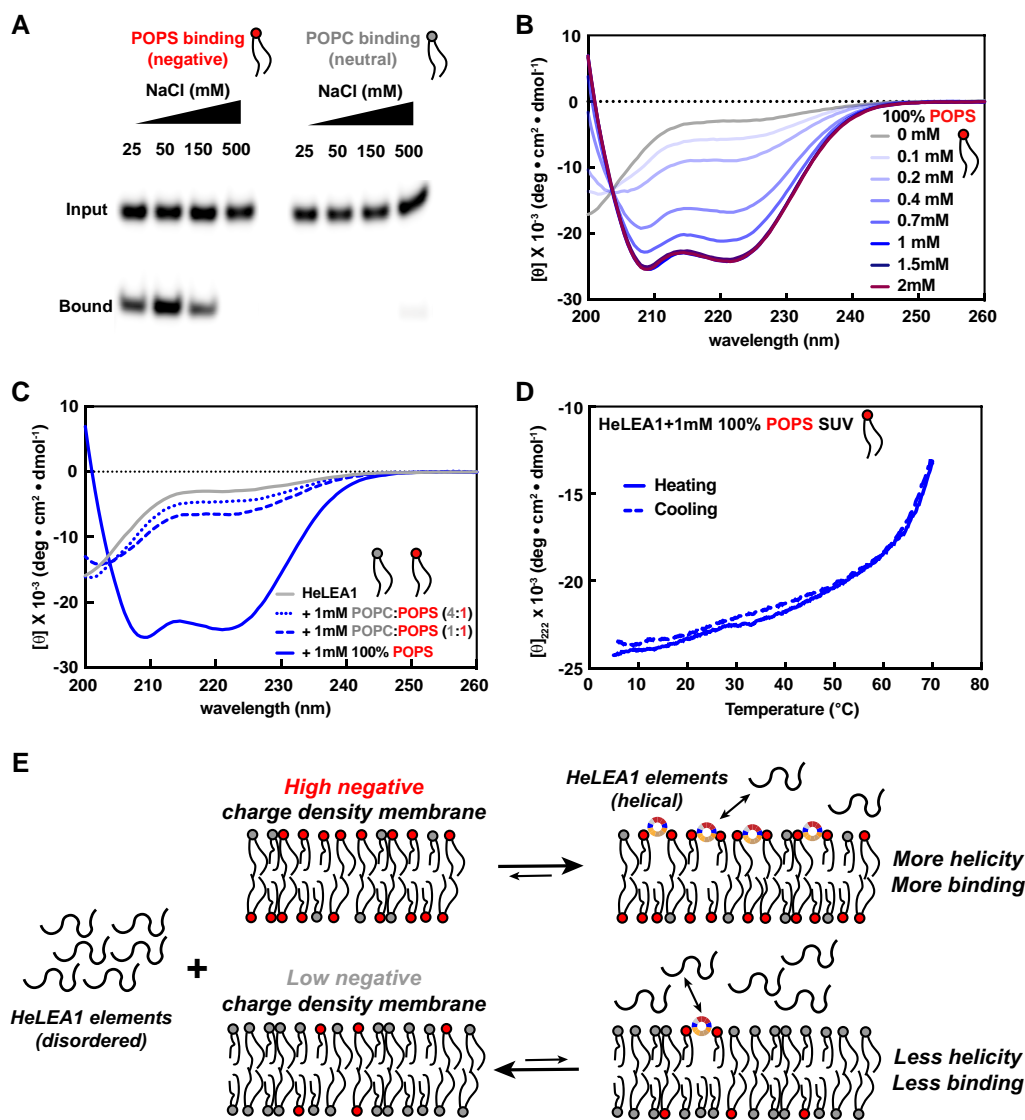 A
POPS binding
(negative)
POPC binding
(neutral)
NaCl (mM)
NaCl (mM)
25 50 150 500
25 50 150 500
Input
Bound
B
10
0
-10
-20
-30
200 210 220 230 240 250 260
[θ] X 10⁻³ (deg • cm² • dmol⁻¹)
wavelength (nm)
100% POPS
0 mM
0.1 mM
0.2 mM
0.4 mM
0.7mM
1 mM
1.5mM
2mM
C
10
0
-10
-20
-30
200 210 220 230 240 250 260
[θ] X 10⁻³ (deg • cm² • dmol⁻¹)
wavelength (nm)
HeLEA1
+ 1mM POPC:POPS (4:1)
+ 1mM POPC:POPS (1:1)
+ 1mM 100% POPS
D
-10
-15
-20
-25
0 10 20 30 40 50 60 70 80
[θ]₂₂₂ x 10⁻³ (deg • cm² • dmol⁻¹)
Temperature (°C)
HeLEA1+1mM 100% POPS SUV
Heating
Cooling
E
High negative
charge density membrane
HeLEA1 elements
(helical)
More helicity
More binding
HeLEA1 elements
(disordered)
+
Low negative
charge density membrane
Less helicity
Less binding